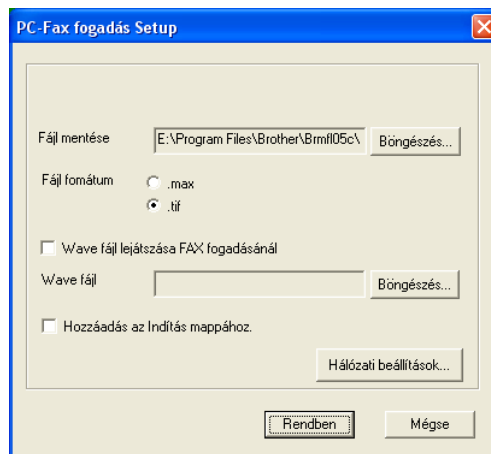 PC-Fax fogadás Setup
Fájl mentése E:\Program Files\Brother\Brmfl05c\ Böngészés...
Fájl fomátum .max
.tif
Wave fájl lejátszása FAX fogadásánál
Wave fájl Böngészés...
Hozzáadás az Indítás mappához.
Hálózati beállítások...
Rendben Mégse